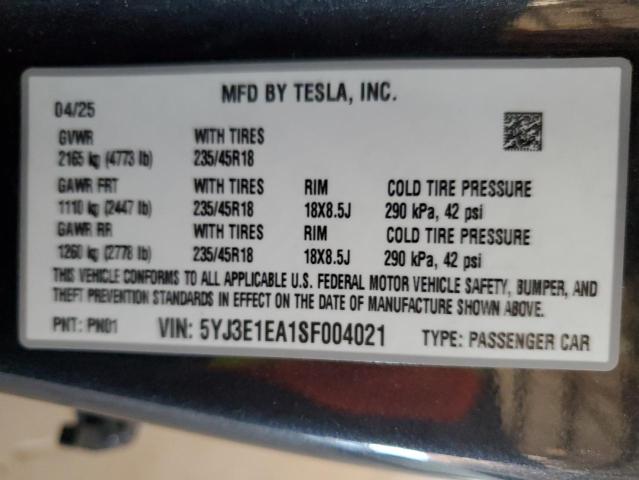 MFD BY TESLA, INC.
04/25
GVWR WITH TIRES
2165 kg (4773 lb) 235/45R18
GAWR FRT WITH TIRES RIM COLD TIRE PRESSURE
1110 kg (2447 lb) 235/45R18 18X8.5J 290 kPa, 42 psi
GAWR RR WITH TIRES RIM COLD TIRE PRESSURE
1260 kg (2778 lb) 235/45R18 18X8.5J 290 kPa, 42 psi
THIS VEHICLE CONFORMS TO ALL APPLICABLE U.S. FEDERAL MOTOR VEHICLE SAFETY, BUMPER, AND
THEFT PREVENTION STANDARDS IN EFFECT ON THE DATE OF MANUFACTURE SHOWN ABOVE.
PNT: PN01 VIN: 5YJ3E1EA1SF004021 TYPE: PASSENGER CAR